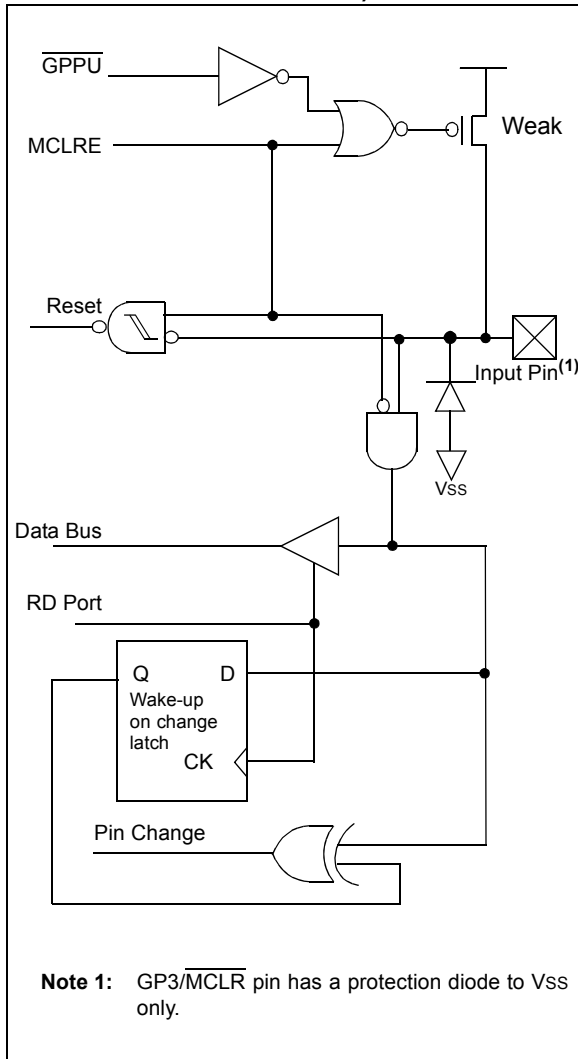 GPPU
Weak
MCLRE
Reset
Input Pin(1)
VSS
Data Bus
RD Port
Q D
Wake-up
on change
latch
CK
Pin Change
Note 1: GP3/MCLR pin has a protection diode to VSS
only.